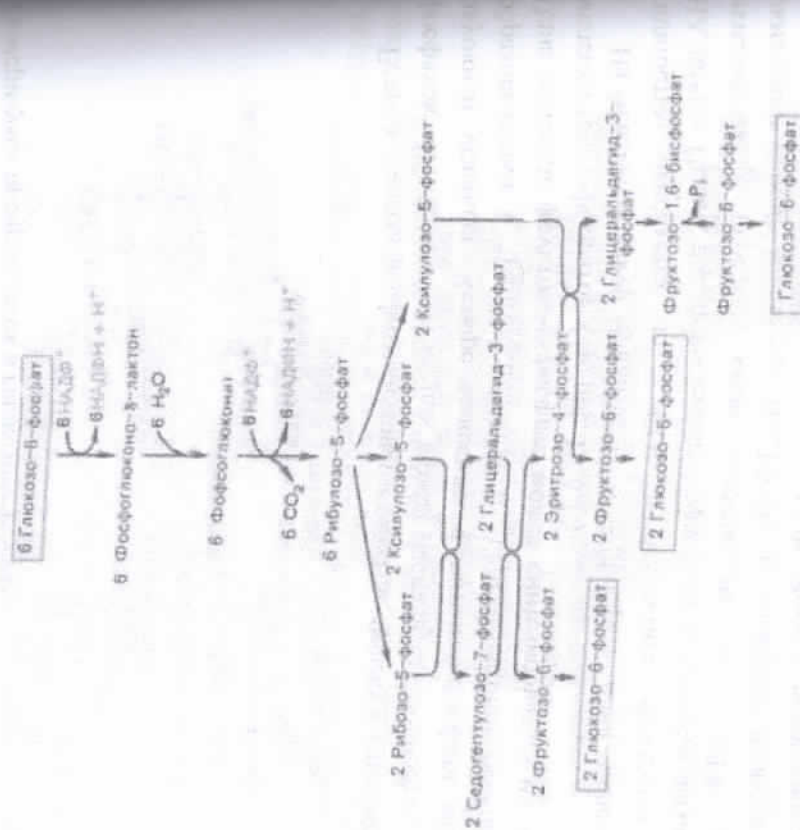 6 Глюкозо-6-фосфат
6 НАДФ⁺
6 НАДФН + Н⁺
6 Фосфоглюконо-δ-лактон
6 H₂O
6 Фофсоглюконат
6 НАДФ⁺
6 CO₂
6 НАДФН + Н⁺
6 Рибулозо-5-фосфат
2 Рибозо-5-фосфат
2 Ксилулозо-5-фосфат
2 Ксилулозо-5-фосфат
2 Седогептулозо-7-фосфат
2 Глицеральдегид-3-фосфат
2 Фруктозо-6-фосфат
2 Эритрозо-4-фосфат
2 Глицеральдегид-3-
фосфат
2 Фруктозо-6-фосфат
Фруктозо-1,6-бисфосфат
Pᵢ
Фруктозо-6-фосфат
2 Глюкозо-6-фосфат
2 Глюкозо-6-фосфат
Глюкозо-6-фосфат